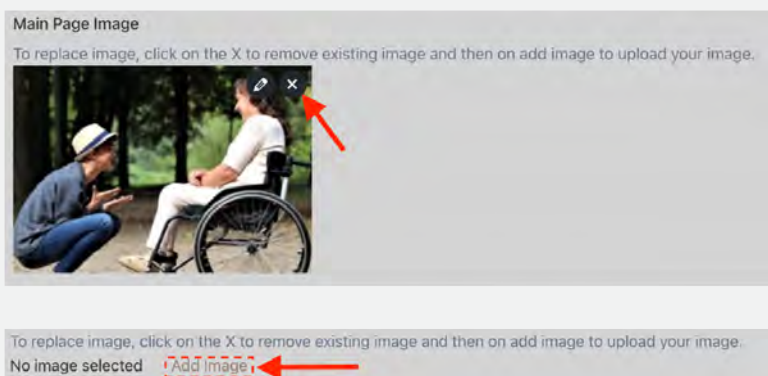 Main Page Image
To replace image, click on the X to remove existing image and then on add image to upload your image.
To replace image, click on the X to remove existing image and then on add image to upload your image.
No image selected Add Image